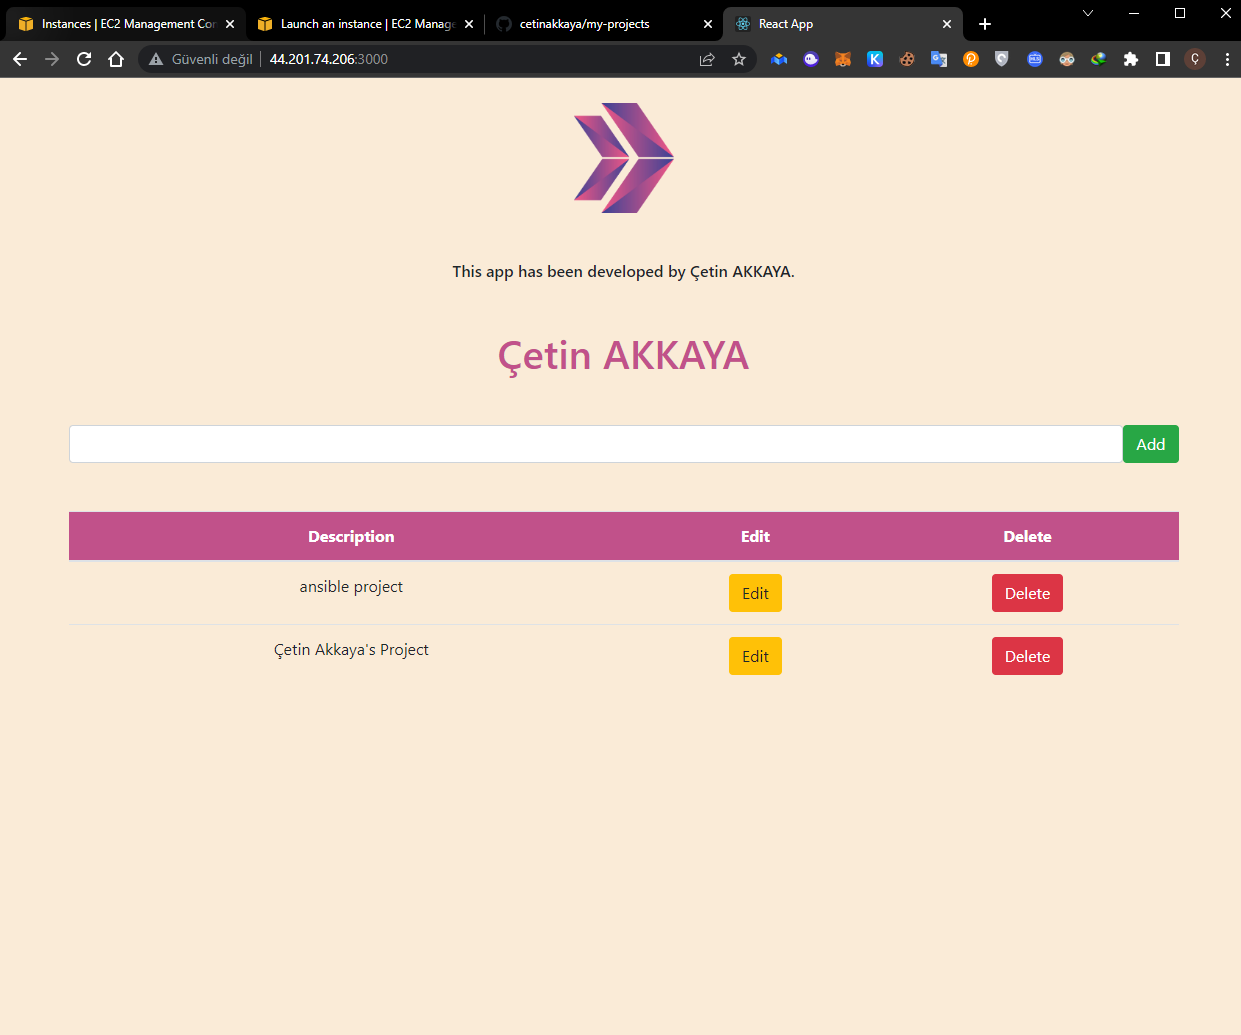 Instances | EC2 Management Con
Launch an instance | EC2 Manage
cetinakkaya/my-projects
React App
Güvenli değil
44.201.74.206:3000
K
P
Ç
This app has been developed by Çetin AKKAYA.
Çetin AKKAYA
Add
Description Edit Delete
ansible project Edit Delete
Çetin Akkaya's Project Edit Delete